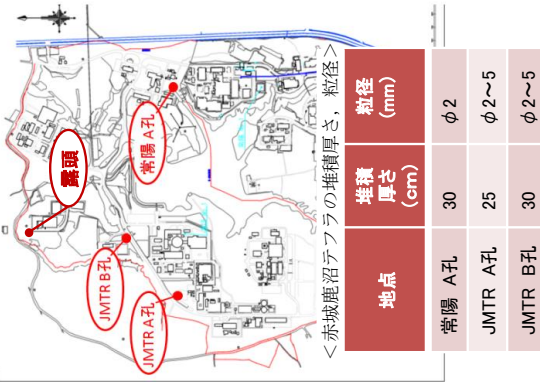 露頭
常陽 A孔
JMTR B孔
JMTR A孔
＜赤城鹿沼テフラの堆積厚さ，粒径＞
地点 堆積厚さ（cm） 粒径（mm）
常陽 A孔 30 φ2
JMTR A孔 25 φ2～5
JMTR B孔 30 φ2～5